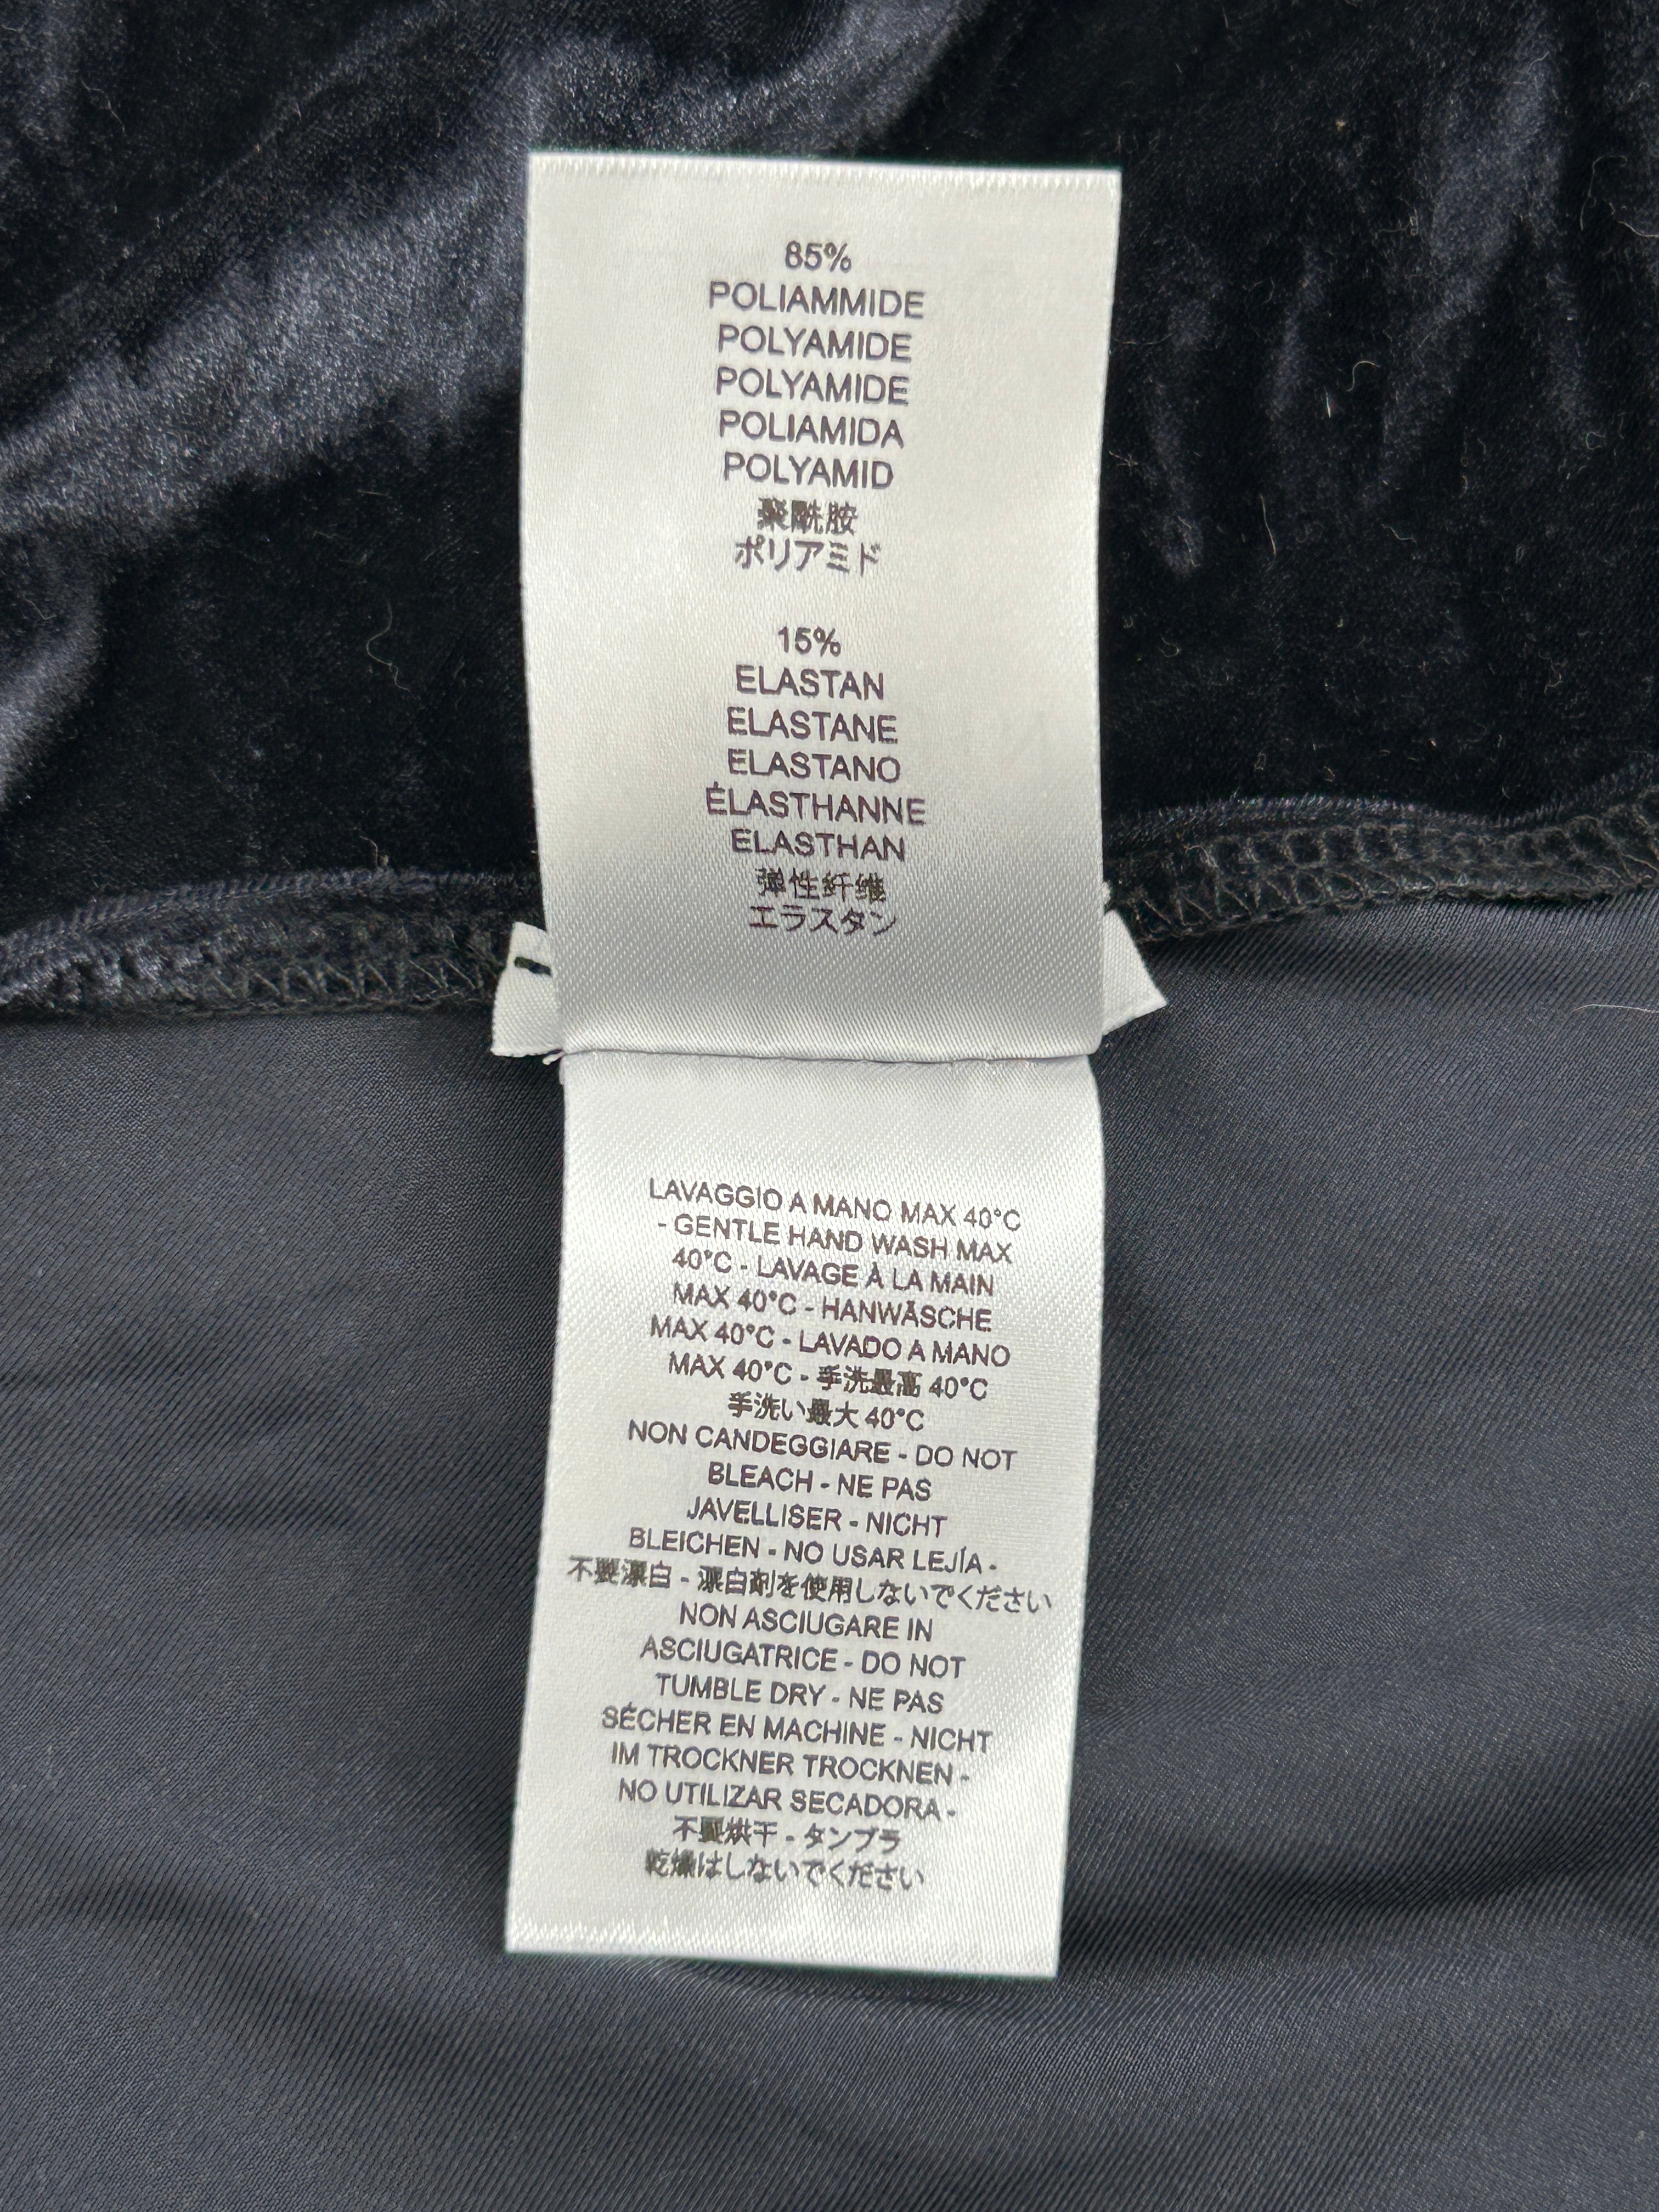 85%
POLIAMMIDE
POLYAMIDE
POLYAMIDE
POLIAMIDA
POLYAMID
聚酰胺
ポリアミド
15%
ELASTAN
ELASTANE
ELASTANO
ÉLASTHANNE
ELASTHAN
弹性纤维
エラスタン
LAVAGGIO A MANO MAX 40°C
- GENTLE HAND WASH MAX
40°C - LAVAGE À LA MAIN
MAX 40°C - HANWÄSCHE
MAX 40°C - LAVADO A MANO
MAX 40°C - 手洗最高 40°C
手洗い最大 40°C
NON CANDEGGIARE - DO NOT
BLEACH - NE PAS
JAVELLISER - NICHT
BLEICHEN - NO USAR LEJÍA -
不要漂白 - 漂白剤を使用しないでください
NON ASCIUGARE IN
ASCIUGATRICE - DO NOT
TUMBLE DRY - NE PAS
SÉCHER EN MACHINE - NICHT
IM TROCKNER TROCKNEN -
NO UTILIZAR SECADORA -
不要烘干 - タンブラ
乾燥はしないでください